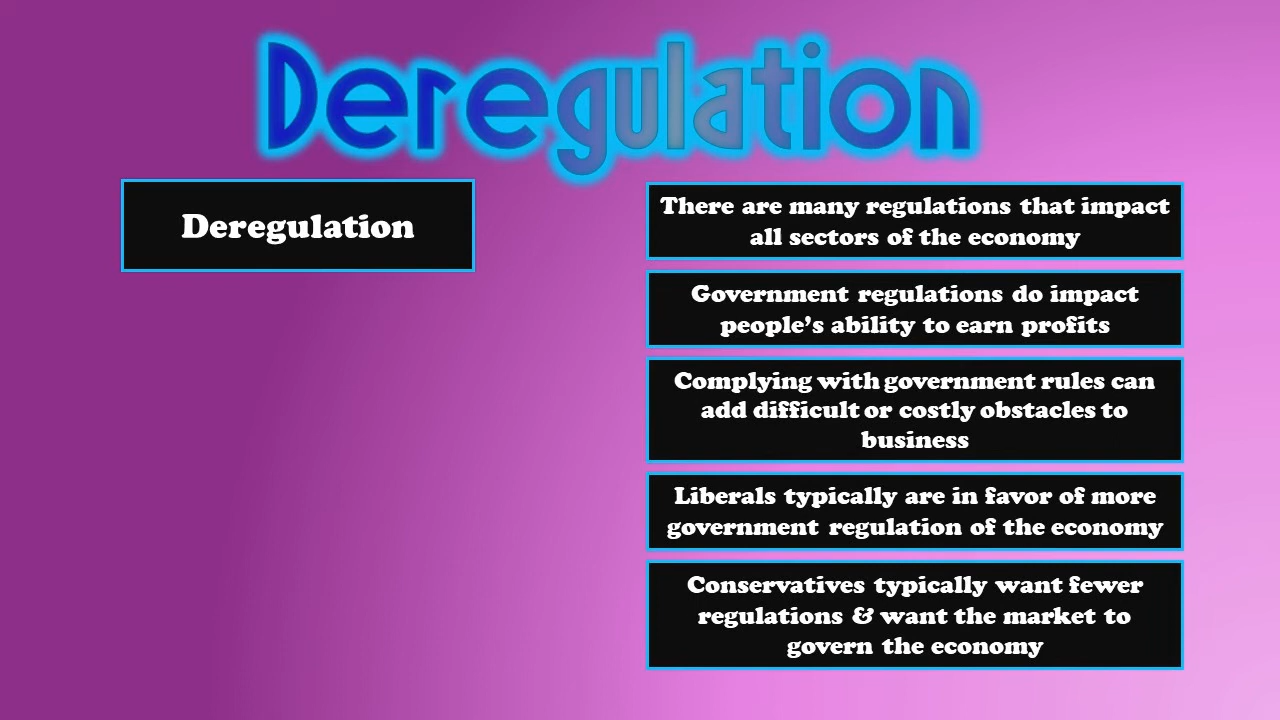 Deregulation
Deregulation
There are many regulations that impact
all sectors of the economy
Government regulations do impact
people’s ability to earn profits
Complying with government rules can
add difficult or costly obstacles to
business
Liberals typically are in favor of more
government regulation of the economy
Conservatives typically want fewer
regulations & want the market to
govern the economy